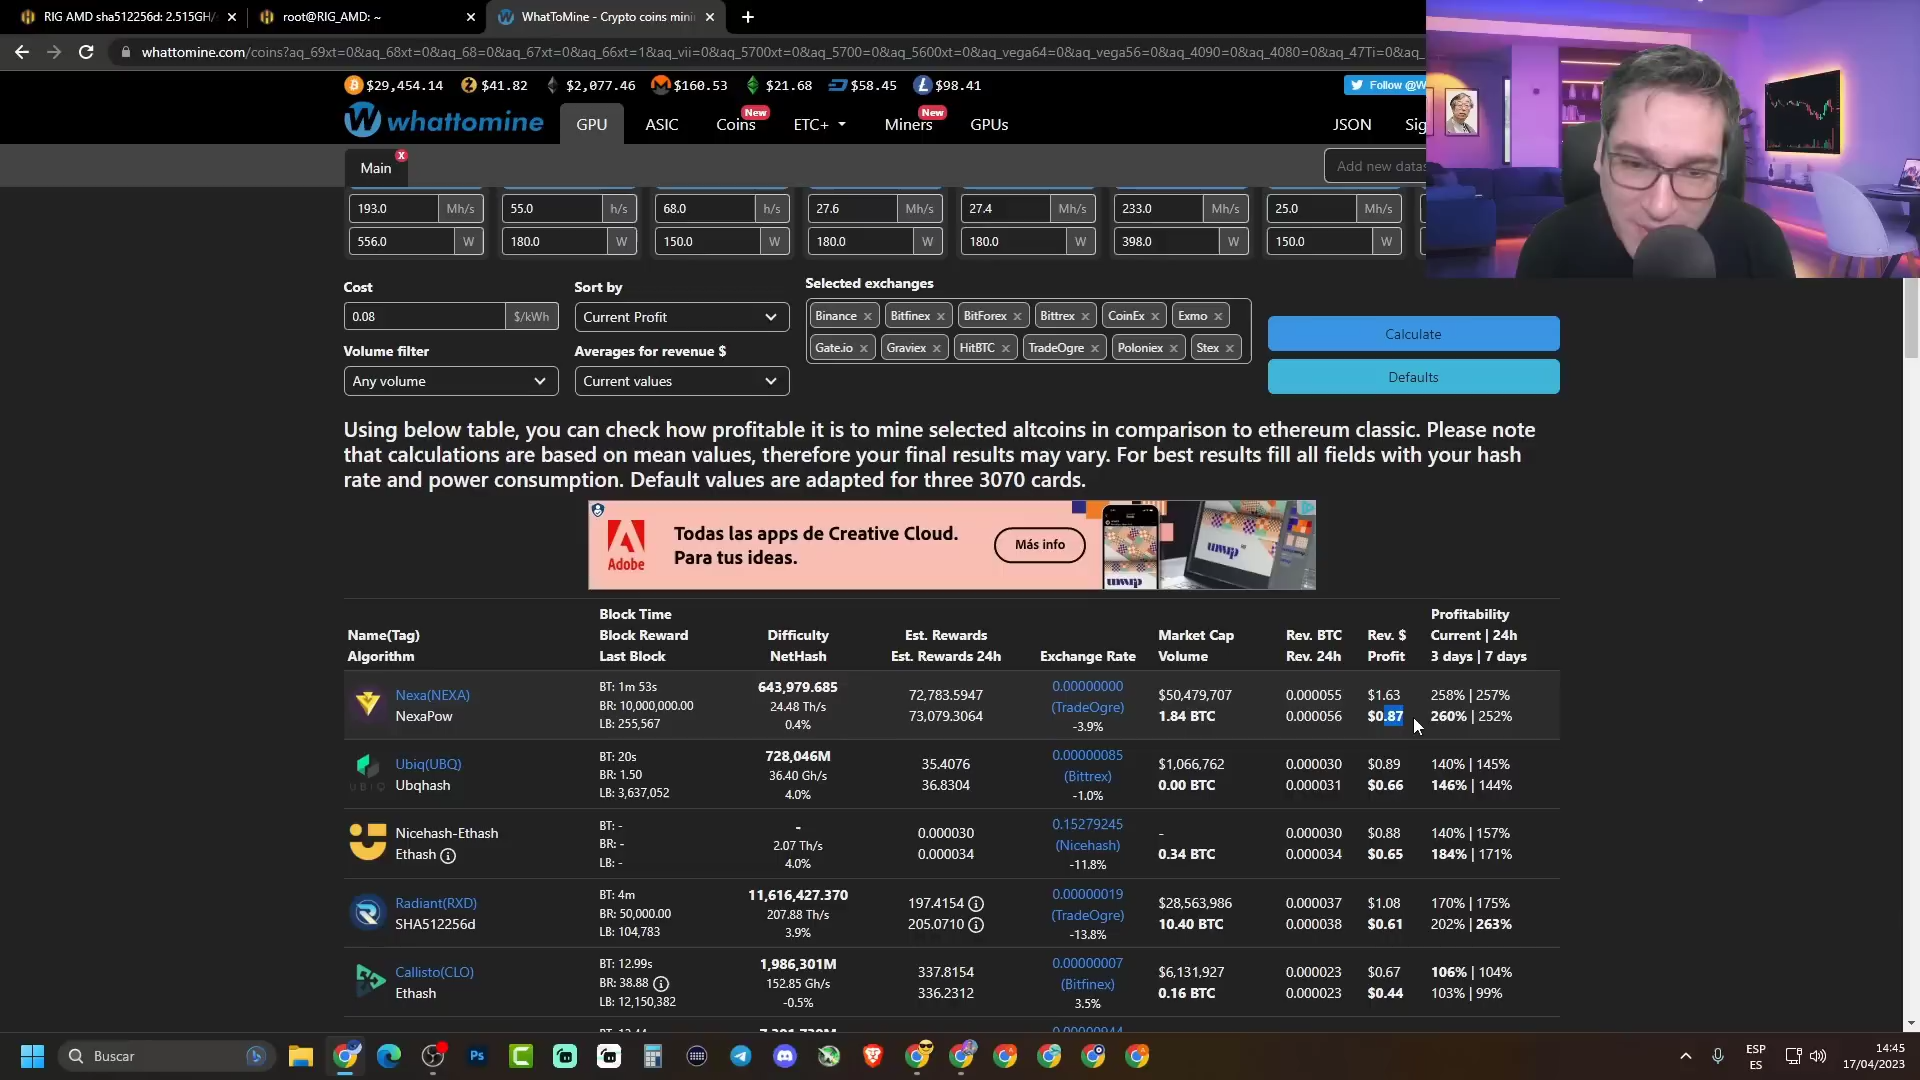 RIG AMD sha512256d: 2.515GH/
root@RIG_AMD: ~
WhatToMine - Crypto coins mini
whattomine.com/coins?aq_69xt=0&aq_68xt=0&aq_68=0&aq_67xt=0&aq_66xt=1&aq_vii=0&aq_5700xt=0&aq_5700=0&aq_5600xt=0&aq_vega64=0&aq_vega56=0&aq_4090=0&aq_4080=0&aq_47Ti=0&aq_
$29,454.14 $41.82 $2,077.46 $160.53 $21.68 $58.45 $98.41
Follow @W
whattomine
GPU
ASIC
Coins
New
ETC+
Miners
New
GPUs
JSON
Sig
Main x
Add new datas
193.0 Mh/s 55.0 h/s 68.0 h/s 27.6 Mh/s 27.4 Mh/s 233.0 Mh/s 25.0 Mh/s
556.0 W 180.0 W 150.0 W 180.0 W 180.0 W 398.0 W 150.0 W
Cost
0.08 $/kWh
Sort by
Current Profit
Selected exchanges
Binance × Bitfinex × BitForex × Bittrex × CoinEx × Exmo ×
Gate.io × Graviex × HitBTC × TradeOgre × Poloniex × Stex ×
Calculate
Defaults
Volume filter
Any volume
Averages for revenue $
Current values
Using below table, you can check how profitable it is to mine selected altcoins in comparison to ethereum classic. Please note
that calculations are based on mean values, therefore your final results may vary. For best results fill all fields with your hash
rate and power consumption. Default values are adapted for three 3070 cards.
Adobe
Todas las apps de Creative Cloud.
Para tus ideas.
Más info
Name(Tag)
Algorithm
Block Time
Block Reward
Last Block
Difficulty
NetHash
Est. Rewards
Est. Rewards 24h
Exchange Rate
Market Cap
Volume
Rev. BTC
Rev. 24h
Rev. $
Profit
Profitability
Current | 24h
3 days | 7 days
Nexa(NEXA)
NexaPow
BT: 1m 53s
BR: 10,000,000.00
LB: 255,567
643,979.685
24.48 Th/s
0.4%
72,783.5947
73,079.3064
0.00000000
(TradeOgre)
-3.9%
$50,479,707
1.84 BTC
0.000055
0.000056
$1.63
$0.87
258% | 257%
260% | 252%
Ubiq(UBQ)
Ubqhash
BT: 20s
BR: 1.50
LB: 3,637,052
728,046M
36.40 Gh/s
4.0%
35.4076
36.8304
0.00000085
(Bittrex)
-1.0%
$1,066,762
0.00 BTC
0.000030
0.000031
$0.89
$0.66
140% | 145%
146% | 144%
Nicehash-Ethash
Ethash
BT: -
BR: -
LB: -
-
2.07 Th/s
4.0%
0.000030
0.000034
0.15279245
(Nicehash)
-11.8%
-
0.34 BTC
0.000030
0.000034
$0.88
$0.65
140% | 157%
184% | 171%
Radiant(RXD)
SHA512256d
BT: 4m
BR: 50,000.00
LB: 104,783
11,616,427.370
207.88 Th/s
3.9%
197.4154
205.0710
0.00000019
(TradeOgre)
-13.8%
$28,563,986
10.40 BTC
0.000037
0.000038
$1.08
$0.61
170% | 175%
202% | 263%
Callisto(CLO)
Ethash
BT: 12.99s
BR: 38.88
LB: 12,150,382
1,986,301M
152.85 Gh/s
-0.5%
337.8154
336.2312
0.00000007
(Bitfinex)
3.5%
$6,131,927
0.16 BTC
0.000023
0.000023
$0.67
$0.44
106% | 104%
103% | 99%
Buscar
ESP
ES
14:45
17/04/2023